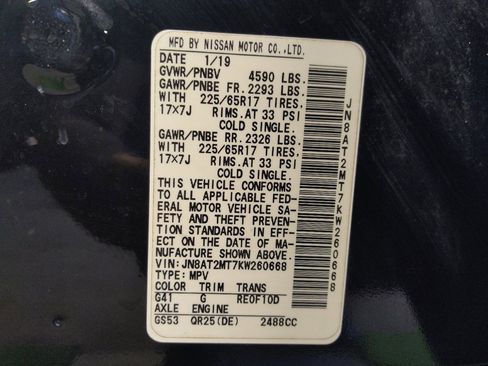 MFD BY NISSAN MOTOR CO.,LTD.
DATE 1/19
GVWR/PNBV 4590 LBS.
GAWR/PNBE FR. 2293 LBS.
WITH 225/65R17 TIRES,
17×7J RIMS.AT 33 PSI
COLD SINGLE.
GAWR/PNBE RR. 2326 LBS.
WITH 225/65R17 TIRES,
17×7J RIMS.AT 33 PSI
COLD SINGLE.
THIS VEHICLE CONFORMS
TO ALL APPLICABLE FED-
ERAL MOTOR VEHICLE SA-
FETY AND THEFT PREVEN-
TION STANDARDS IN EFF-
ECT ON THE DATE OF MA-
NUFACTURE SHOWN ABOVE.
VIN:JN8AT2MT7KW260668
TYPE:MPV
COLOR TRIM TRANS
G41 G RE0F10D
AXLE ENGINE
GS53 QR25(DE) 2488CC
JN8AT2MT7KW260668